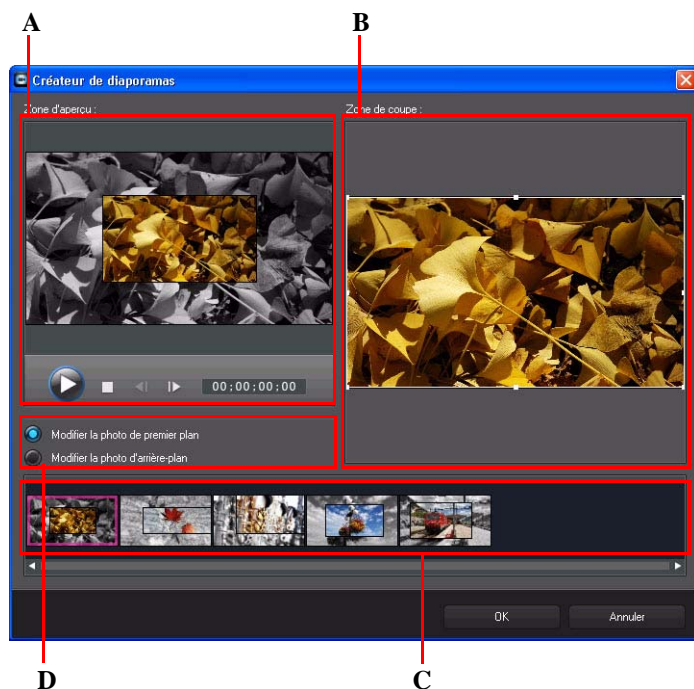 A
B
Créateur de diaporamas
Zone d'aperçu :
Zone de coupe :
00;00;00;00
Modifier la photo de premier plan
Modifier la photo d'arrière-plan
OK
Annuler
D
C